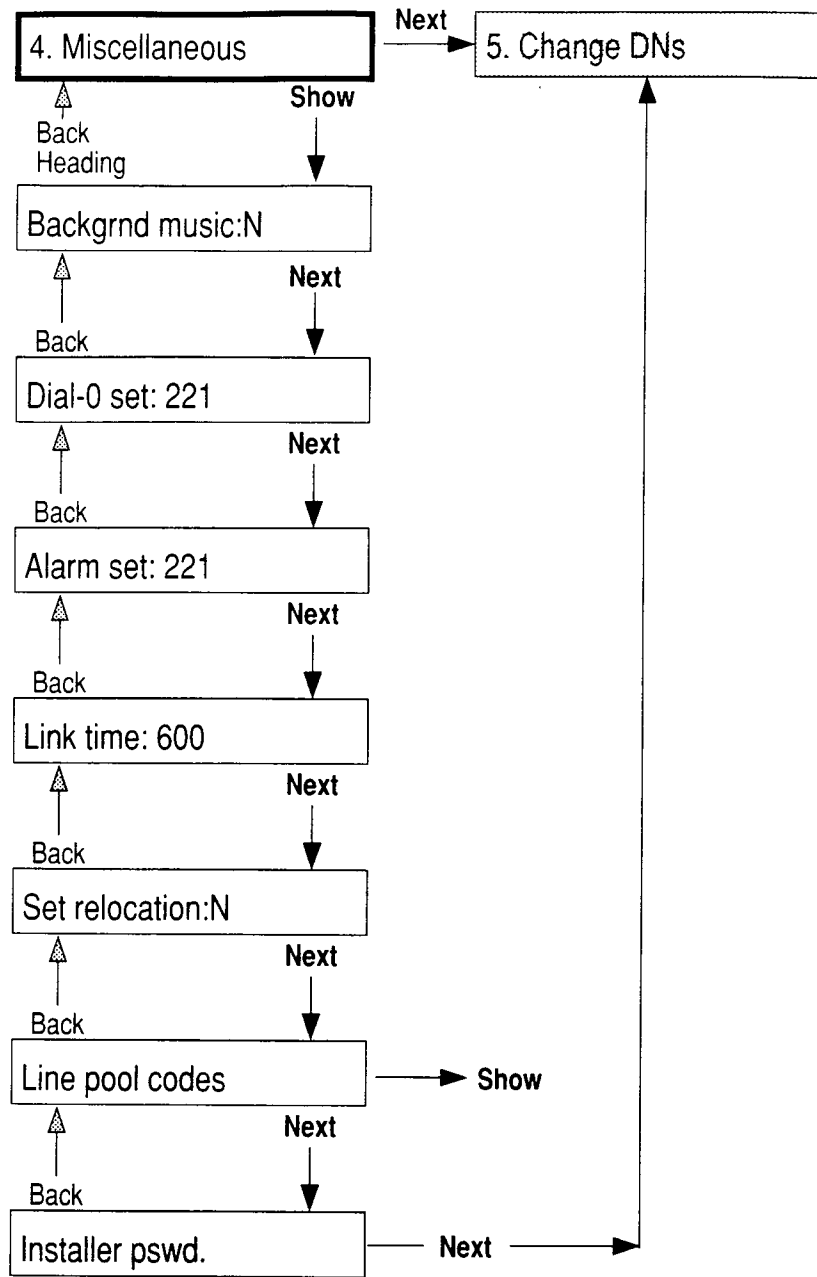 4. Miscellaneous
Next
5. Change DNs
Show
Back
Heading
Backgrnd music:N
Next
Back
Dial-0 set: 221
Next
Back
Alarm set: 221
Next
Back
Link time: 600
Next
Back
Set relocation:N
Next
Back
Line pool codes
Show
Next
Back
Installer pswd.
Next